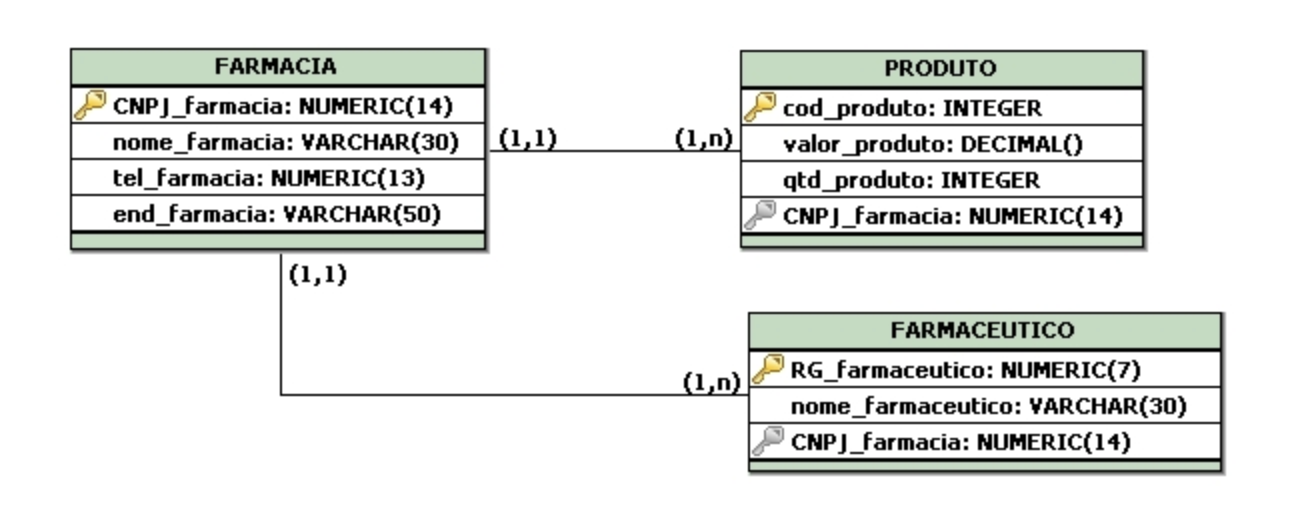 FARMACIA
CNPJ_farmacia: NUMERIC(14)
nome_farmacia: VARCHAR(30)
tel_farmacia: NUMERIC(13)
end_farmacia: VARCHAR(50)
(1,1)
(1,n)
PRODUTO
cod_produto: INTEGER
valor_produto: DECIMAL()
qtd_produto: INTEGER
CNPJ_farmacia: NUMERIC(14)
(1,1)
(1,n)
FARMACEUTICO
RG_farmaceutico: NUMERIC(7)
nome_farmaceutico: VARCHAR(30)
CNPJ_farmacia: NUMERIC(14)